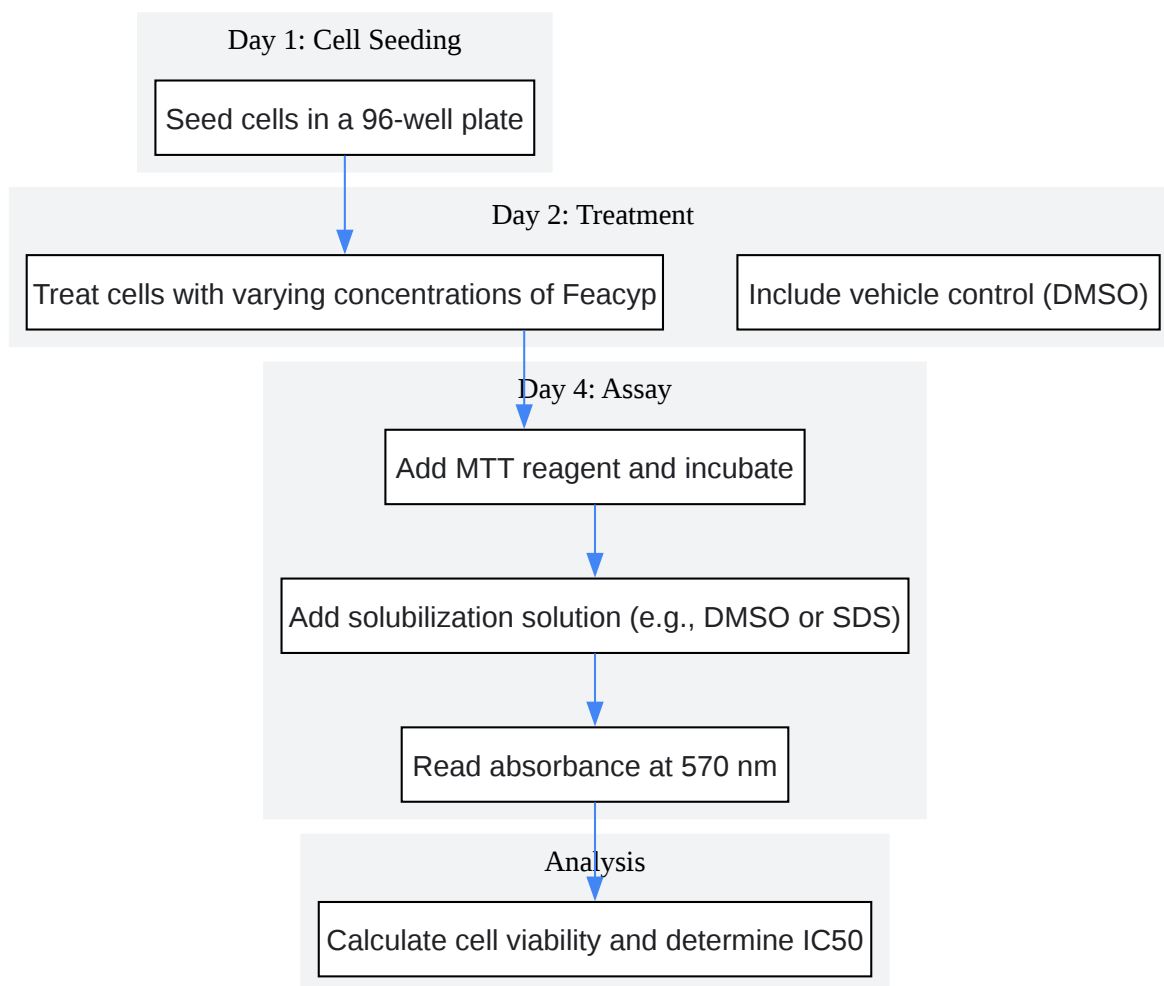 Day 1: Cell Seeding
Seed cells in a 96-well plate
Day 2: Treatment
Treat cells with varying concentrations of Feacyp
Include vehicle control (DMSO)
Day 4: Assay
Add MTT reagent and incubate
Add solubilization solution (e.g., DMSO or SDS)
Read absorbance at 570 nm
Analysis
Calculate cell viability and determine IC50